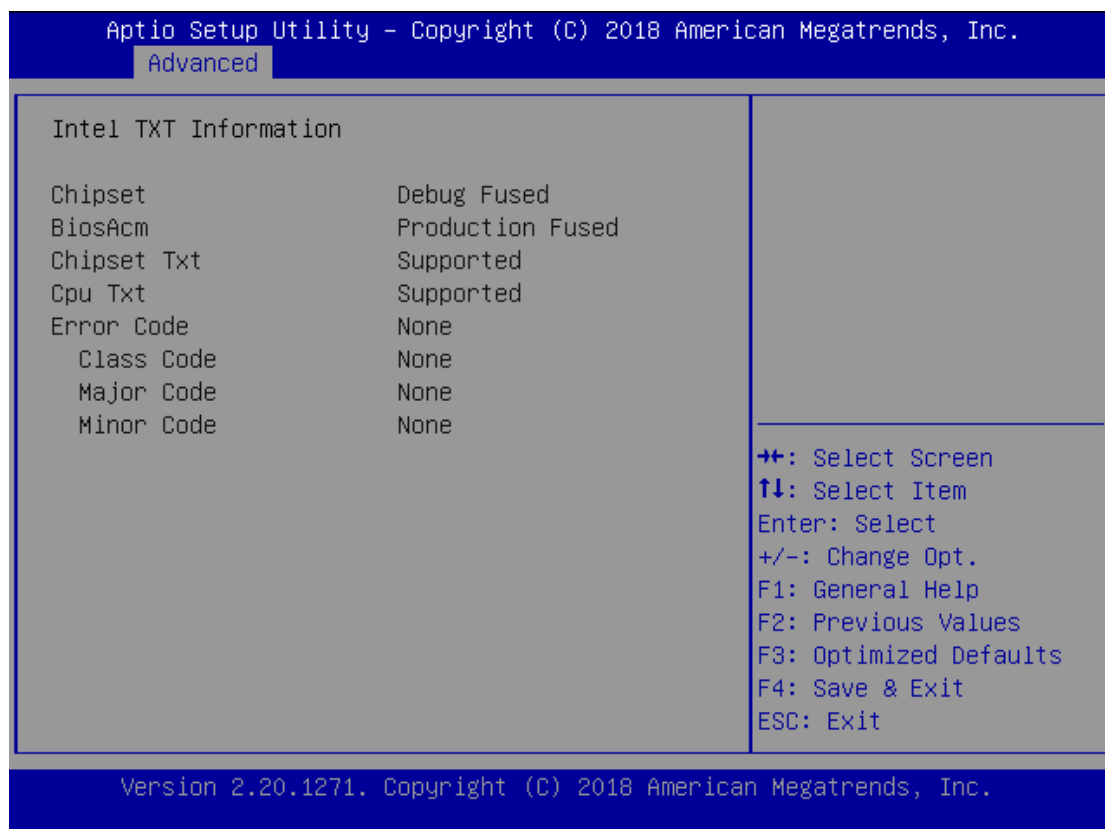 Aptio Setup Utility – Copyright (C) 2018 American Megatrends, Inc.
Advanced
Intel TXT Information
Chipset Debug Fused
BiosAcm Production Fused
Chipset Txt Supported
Cpu Txt Supported
Error Code None
Class Code None
Major Code None
Minor Code None
→←: Select Screen
↑↓: Select Item
Enter: Select
+/-: Change Opt.
F1: General Help
F2: Previous Values
F3: Optimized Defaults
F4: Save & Exit
ESC: Exit
Version 2.20.1271. Copyright (C) 2018 American Megatrends, Inc.